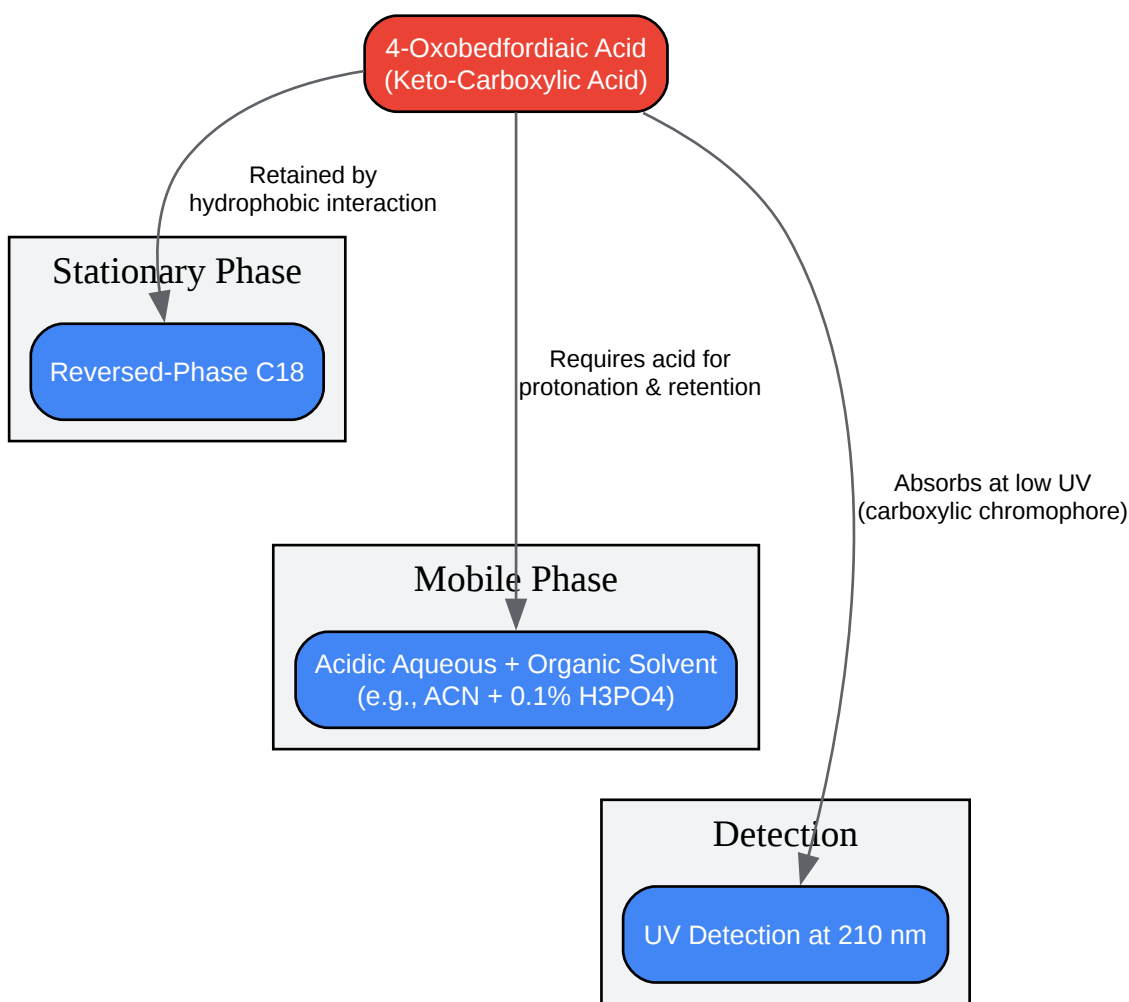 4-Oxobedfordiaic Acid
(Keto-Carboxylic Acid)
Retained by
hydrophobic interaction
Stationary Phase
Reversed-Phase C18
Requires acid for
protonation & retention
Absorbs at low UV
(carboxylic chromophore)
Mobile Phase
Acidic Aqueous + Organic Solvent
(e.g., ACN + 0.1% H3PO4)
Detection
UV Detection at 210 nm